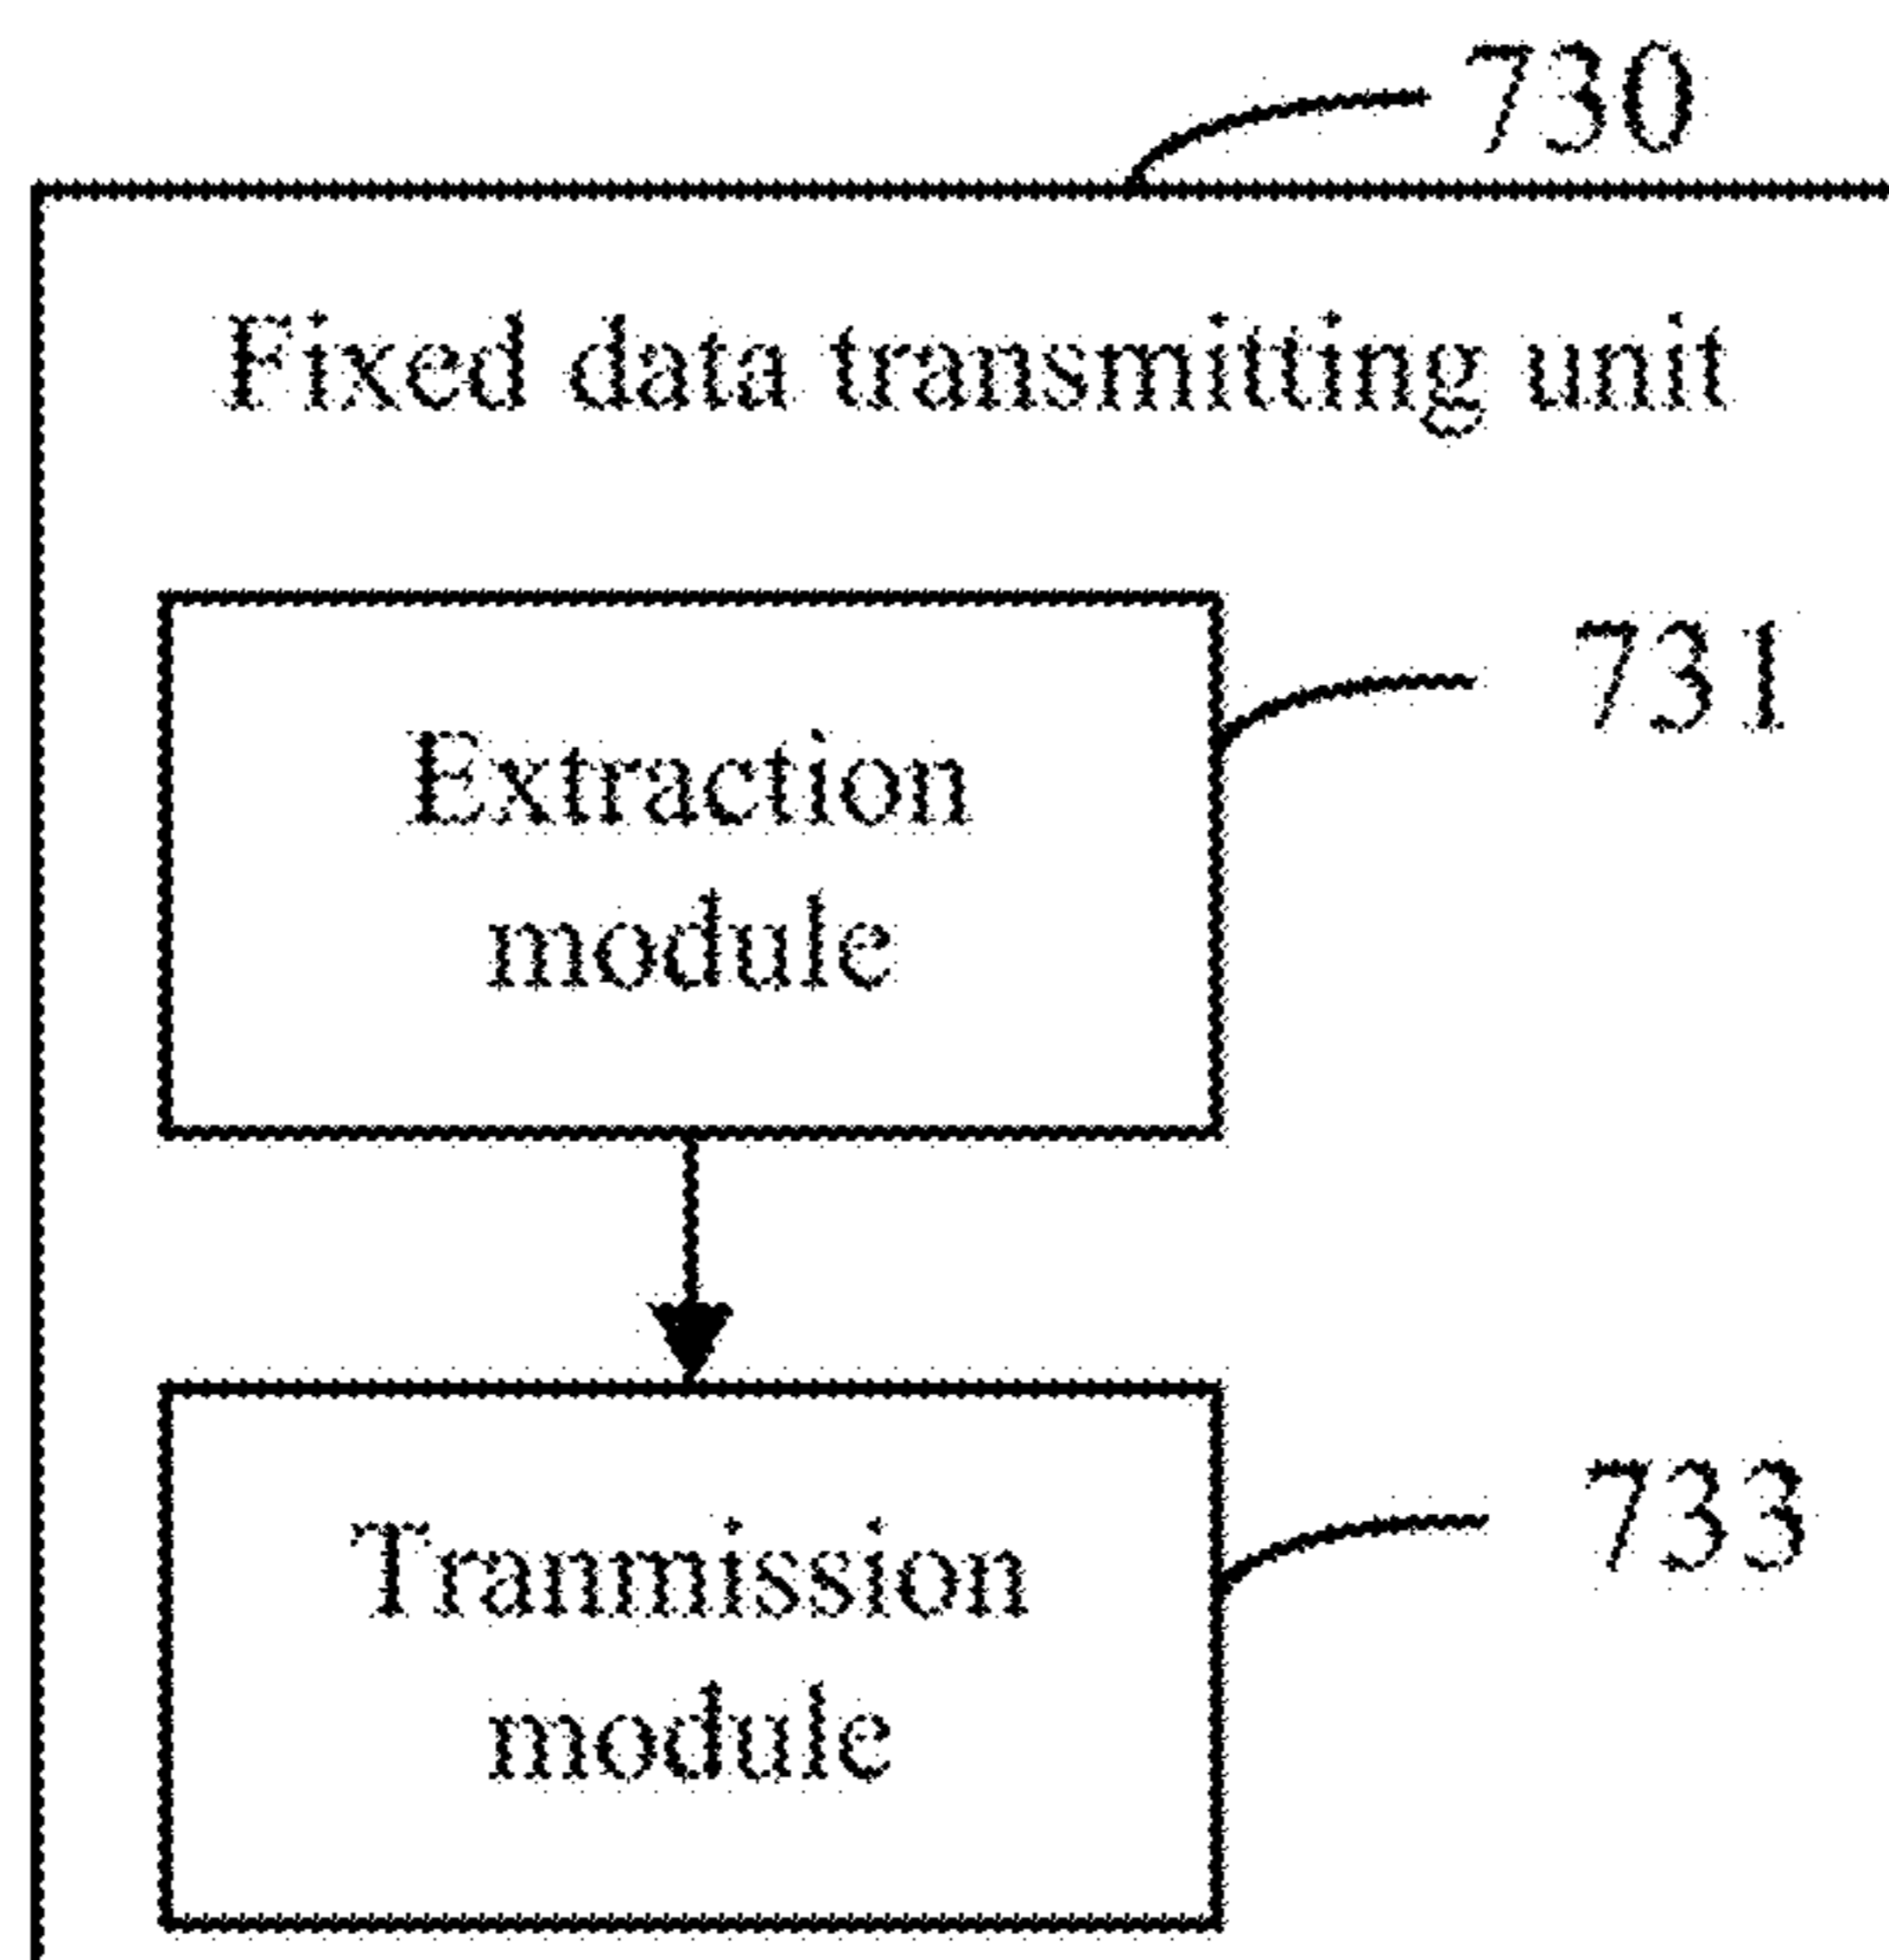 730
Fixed data transmitting unit
731
Extraction
module
733
Tranmission
module